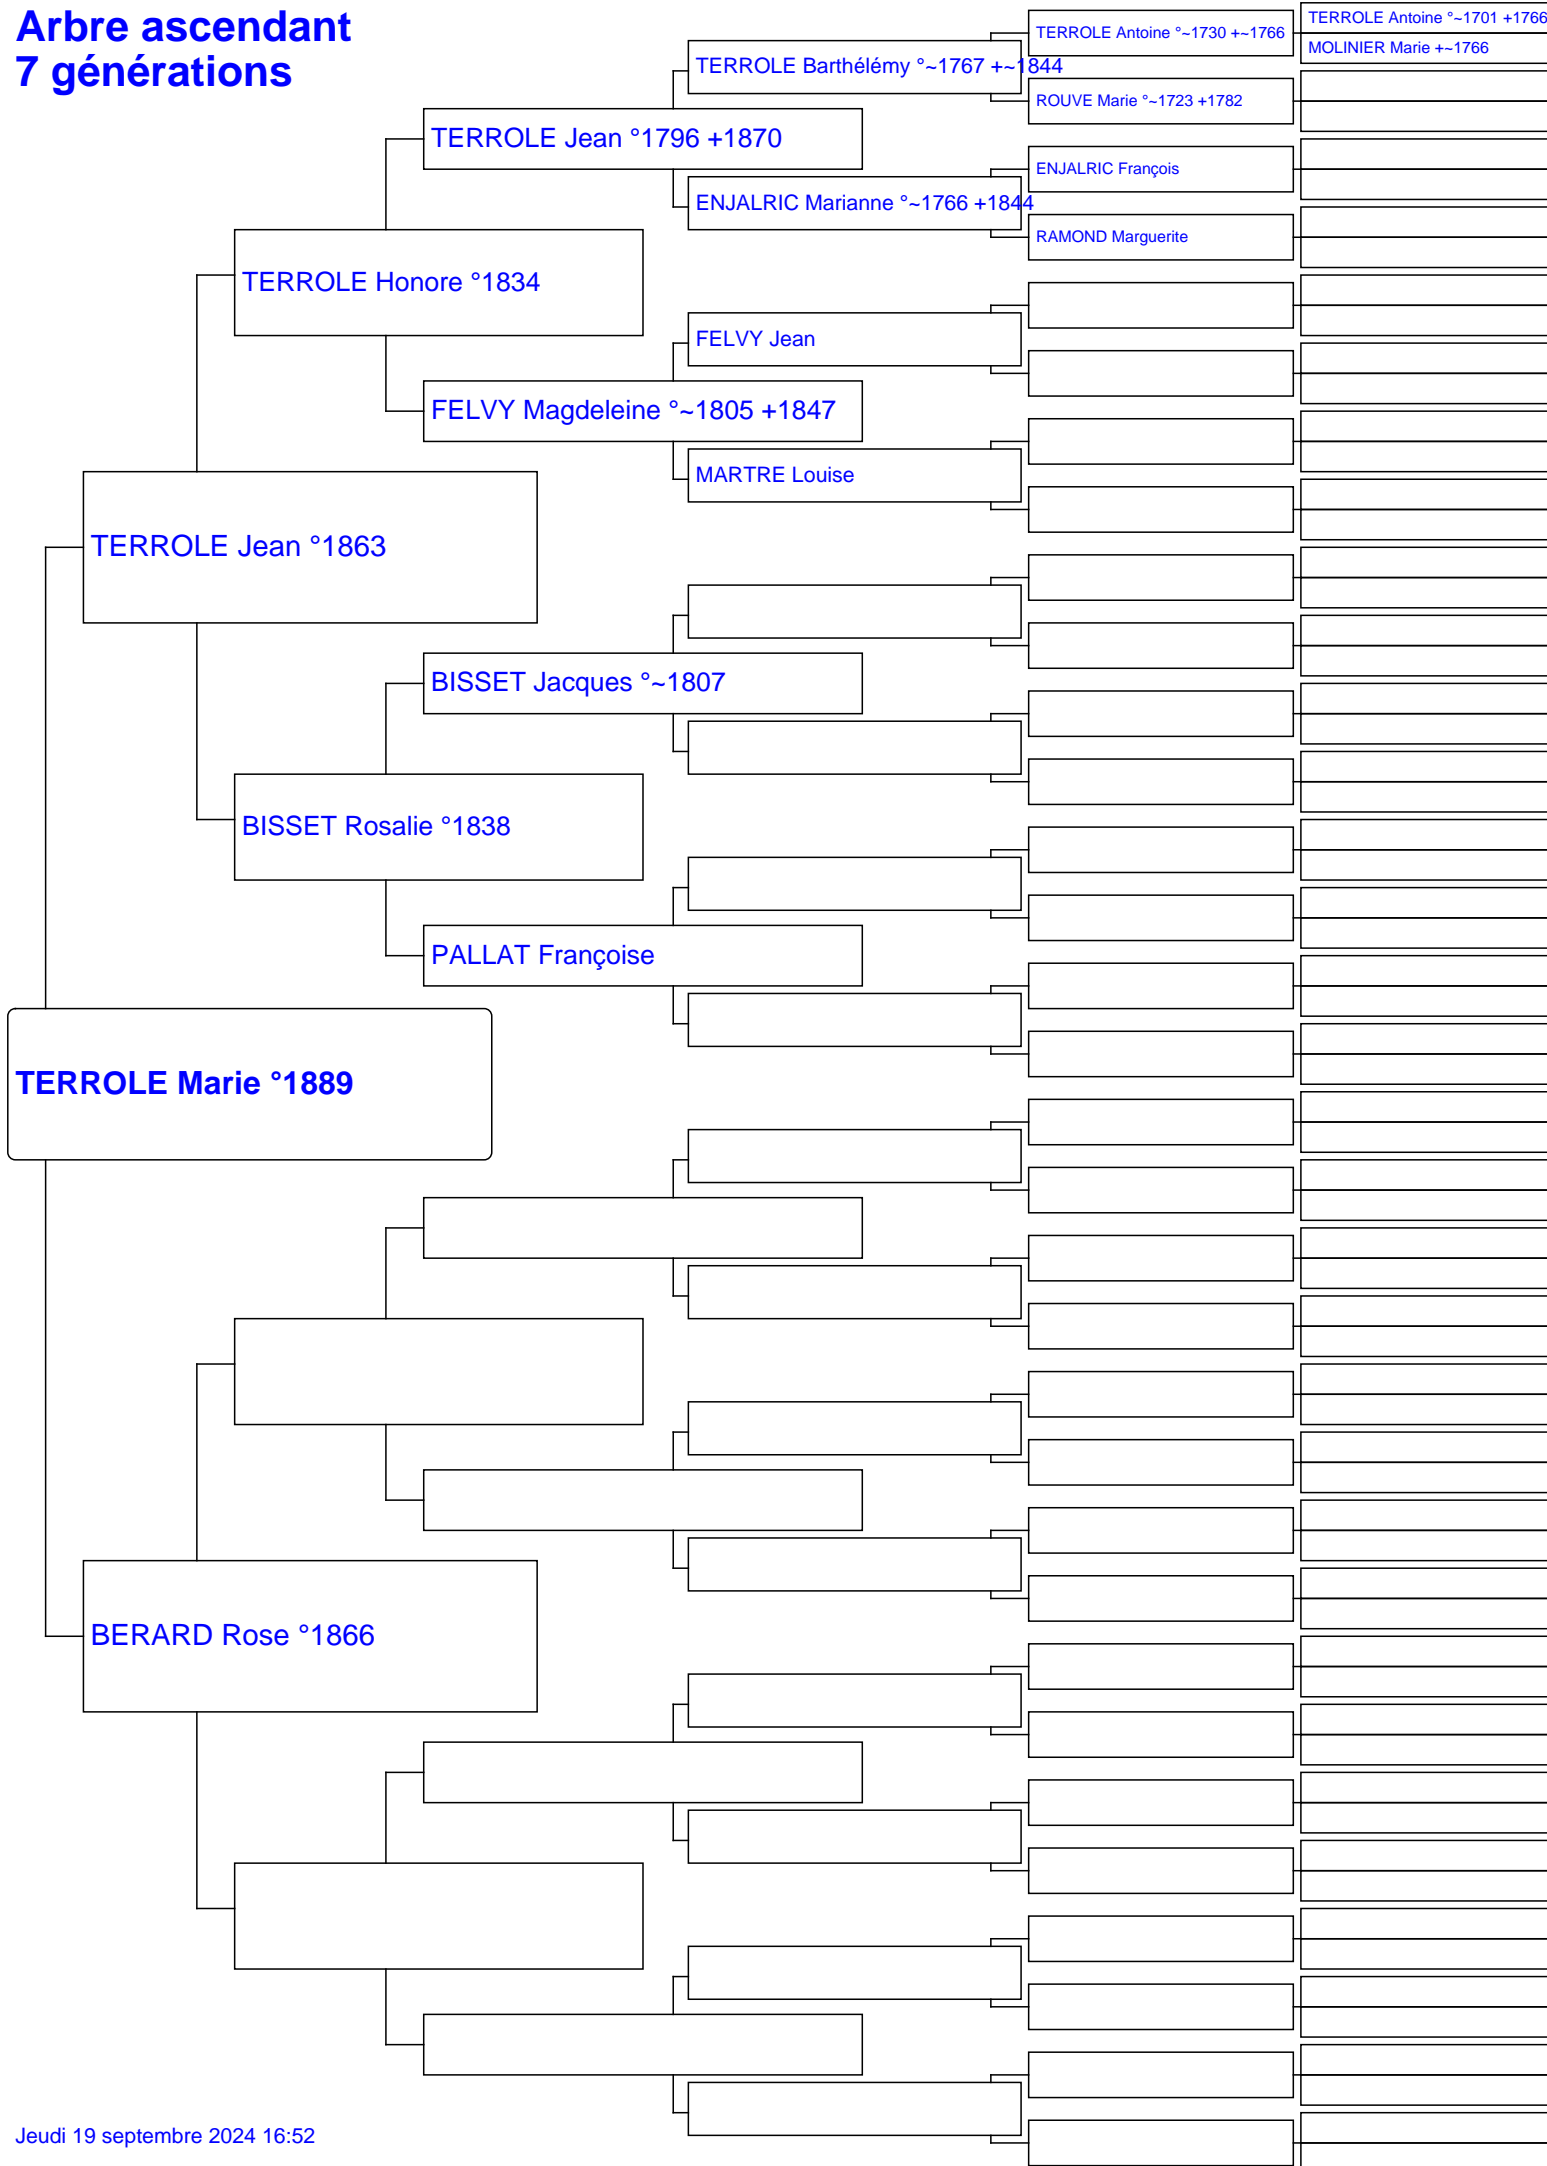 Arbre ascendant
7 générations
TERROLE Antoine °~1701 +1766
TERROLE Antoine °~1730 +~1766
MOLINIER Marie +~1766
TERROLE Barthélémy °~1767 +~1844
ROUVE Marie °~1723 +1782
TERROLE Jean °1796 +1870
ENJALRIC François
ENJALRIC Marianne °~1766 +1844
RAMOND Marguerite
TERROLE Honore °1834
FELVY Jean
FELVY Magdeleine °~1805 +1847
MARTRE Louise
TERROLE Jean °1863
BISSET Jacques °~1807
BISSET Rosalie °1838
PALLAT Françoise
TERROLE Marie °1889
BERARD Rose °1866
Jeudi 19 septembre 2024 16:52